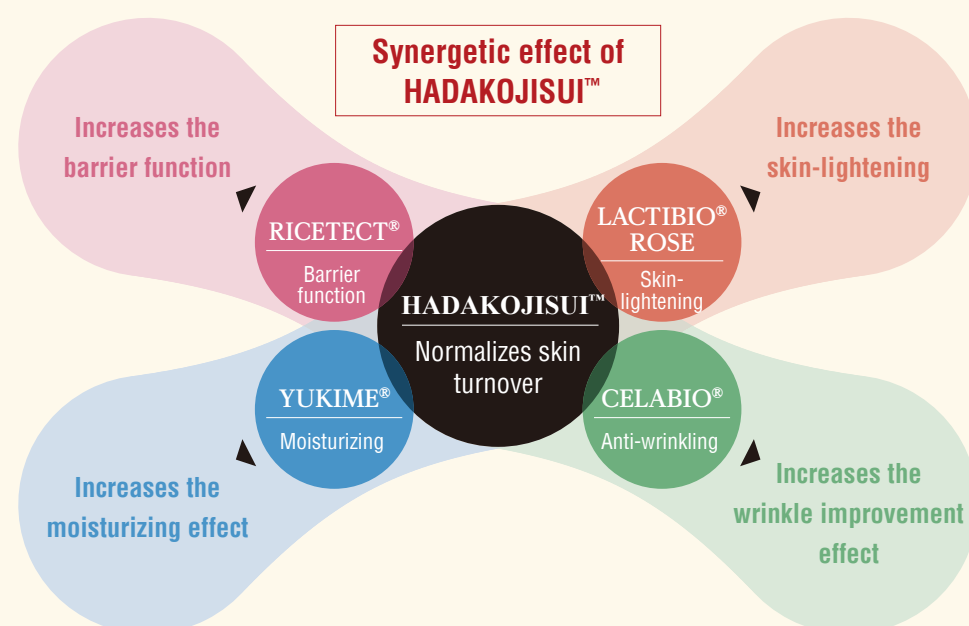 Synergetic effect of
HADAKOJISUI™
Increases the
barrier function
Increases the
skin-lightening
RICETECT®
Barrier
function
LACTIBIO®
ROSE
Skin-
lightening
HADAKOJISUI™
Normalizes skin
turnover
YUKIME®
Moisturizing
CELABIO®
Anti-wrinkling
Increases the
moisturizing effect
Increases the
wrinkle improvement
effect